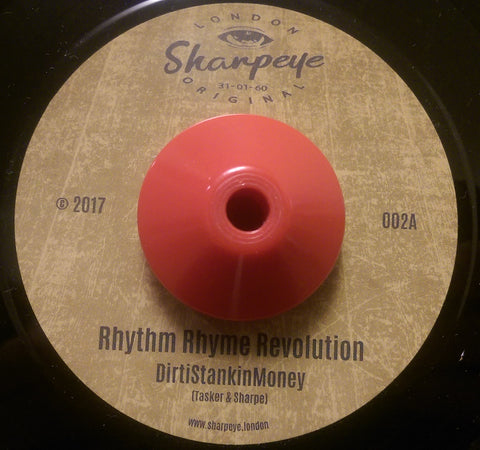 LONDON
Sharpeye
31-01-60
ORIGINAL
© 2017
002A
Rhythm Rhyme Revolution
DirtiStankinMoney
(Tasker & Sharpe)
www.sharpeye.london